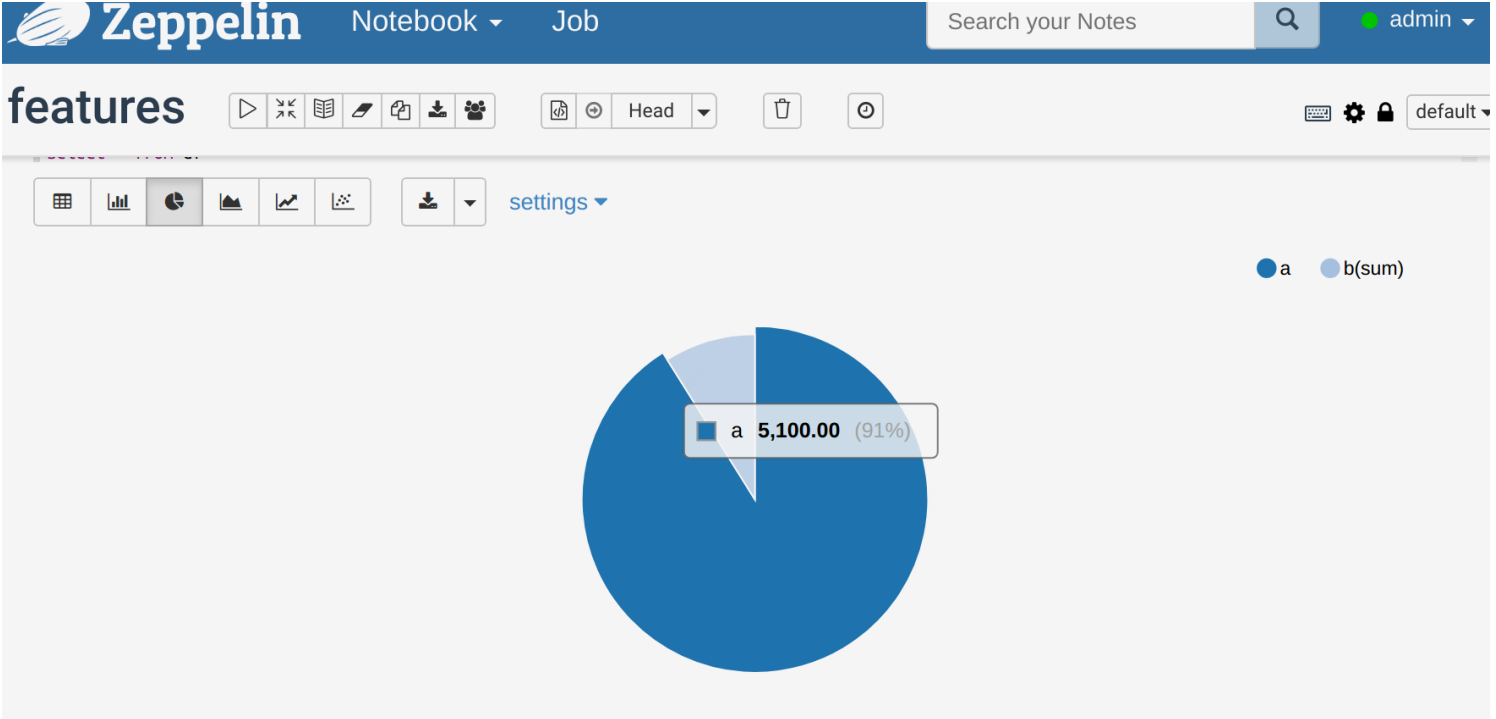 Zeppelin Notebook Job Search your Notes admin
features Head default
settings
a b(sum)
a 5,100.00 (91%)